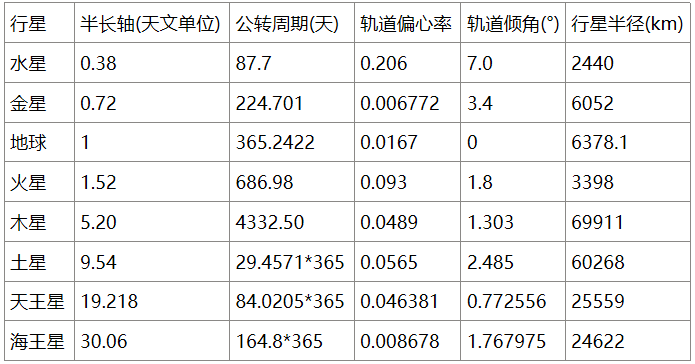 行星 半长轴(天文单位) 公转周期(天) 轨道偏心率 轨道倾角(°) 行星半径(km)
水星 0.38 87.7 0.206 7.0 2440
金星 0.72 224.701 0.006772 3.4 6052
地球 1 365.2422 0.0167 0 6378.1
火星 1.52 686.98 0.093 1.8 3398
木星 5.20 4332.50 0.0489 1.303 69911
土星 9.54 29.4571*365 0.0565 2.485 60268
天王星 19.218 84.0205*365 0.046381 0.772556 25559
海王星 30.06 164.8*365 0.008678 1.767975 24622